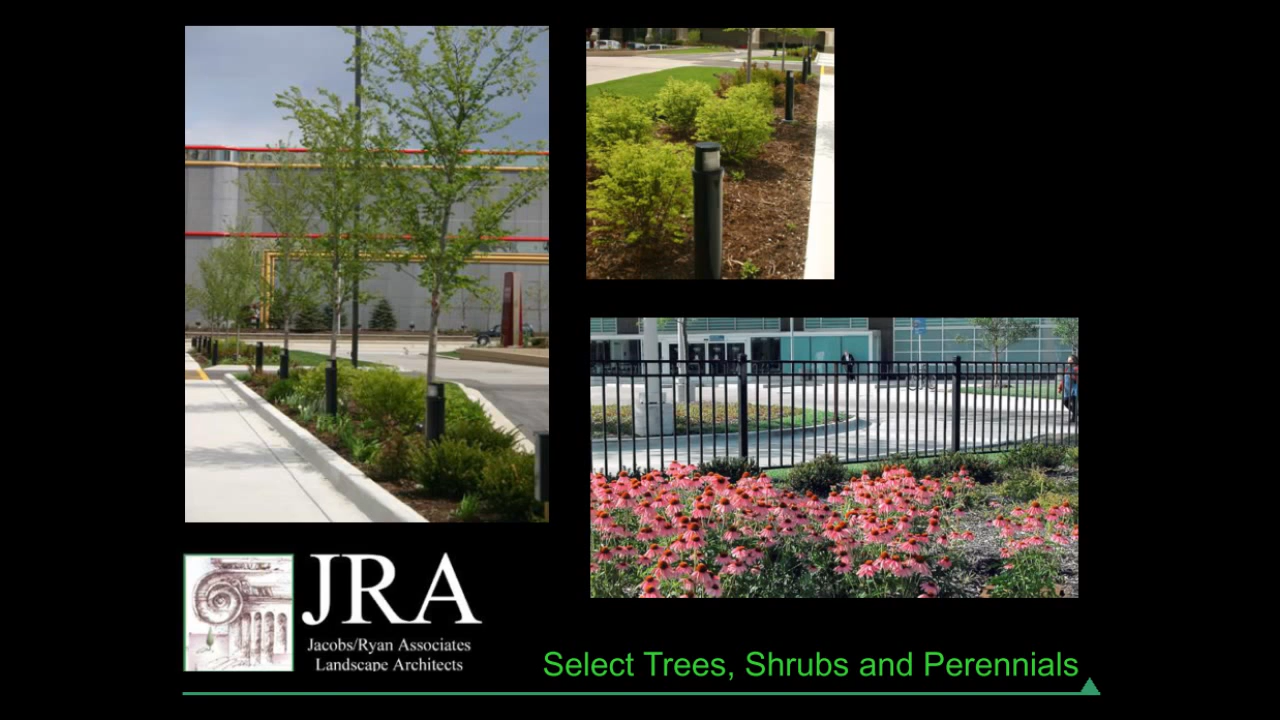 JRA
Jacobs/Ryan Associates
Landscape Architects
Select Trees, Shrubs and Perennials